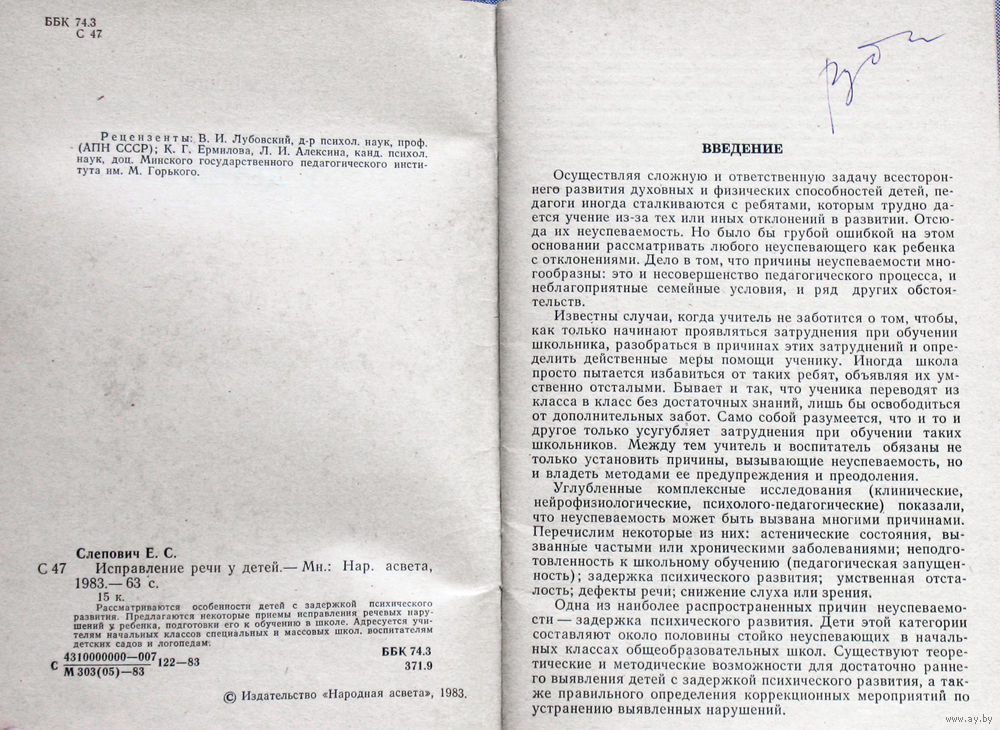 ББК 74.3
С 47
Рецензенты: В. И. Лубовский, д-р психол. наук, проф.
(АПН СССР); К. Г. Ермилова, Л. И. Алексина, канд. психол.
наук, доц. Минского государственного педагогического инсти-
тута им. М. Горького.
Слепович Е. С.
С 47 Исправление речи у детей.— Мн.: Нар. асвета,
1983.— 63 с.
15 к.
Рассматриваются особенности детей с задержкой психического
развития. Предлагаются некоторые приемы исправления речевых нару-
шений у ребенка, подготовки его к обучению в школе. Адресуется учи-
телям начальных классов специальных и массовых школ, воспитателям
детских садов и логопедам.
С 4310000000—007 122—83 ББК 74.3
М 303(05)—83 371.9
© Издательство «Народная асвета», 1983.
ВВЕДЕНИЕ
Осуществляя сложную и ответственную задачу всесторон-
него развития духовных и физических способностей детей, пе-
дагоги иногда сталкиваются с ребятами, которым трудно да-
ется учение из-за тех или иных отклонений в развитии. Отсю-
да их неуспеваемость. Но было бы грубой ошибкой на этом
основании рассматривать любого неуспевающего как ребенка
с отклонениями. Дело в том, что причины неуспеваемости мно-
гообразны: это и несовершенство педагогического процесса, и
неблагоприятные семейные условия, и ряд других обстоя-
тельств.
Известны случаи, когда учитель не заботится о том, чтобы,
как только начинают проявляться затруднения при обучении
школьника, разобраться в причинах этих затруднений и опре-
делить действенные меры помощи ученику. Иногда школа
просто пытается избавиться от таких ребят, объявляя их ум-
ственно отсталыми. Бывает и так, что ученика переводят из
класса в класс без достаточных знаний, лишь бы освободиться
от дополнительных забот. Само собой разумеется, что и то и
другое только усугубляет затруднения при обучении таких
школьников. Между тем учитель и воспитатель обязаны не
только установить причины, вызывающие неуспеваемость, но
и владеть методами ее предупреждения и преодоления.
Углубленные комплексные исследования (клинические,
нейрофизиологические, психолого-педагогические) показали,
что неуспеваемость может быть вызвана многими причинами.
Перечислим некоторые из них: астенические состояния, вы-
званные частыми или хроническими заболеваниями; неподго-
товленность к школьному обучению (педагогическая запущен-
ность); задержка психического развития; умственная отста-
лость; дефекты речи; снижение слуха или зрения.
Одна из наиболее распространенных причин неуспеваемо-
сти — задержка психического развития. Дети этой категории
составляют около половины стойко неуспевающих в началь-
ных классах общеобразовательных школ. Существуют теоре-
тические и методические возможности для достаточно ранне-
го выявления детей с задержкой психического развития, а так-
же правильного определения коррекционных мероприятий по
устранению выявленных нарушений.
www.ay.by